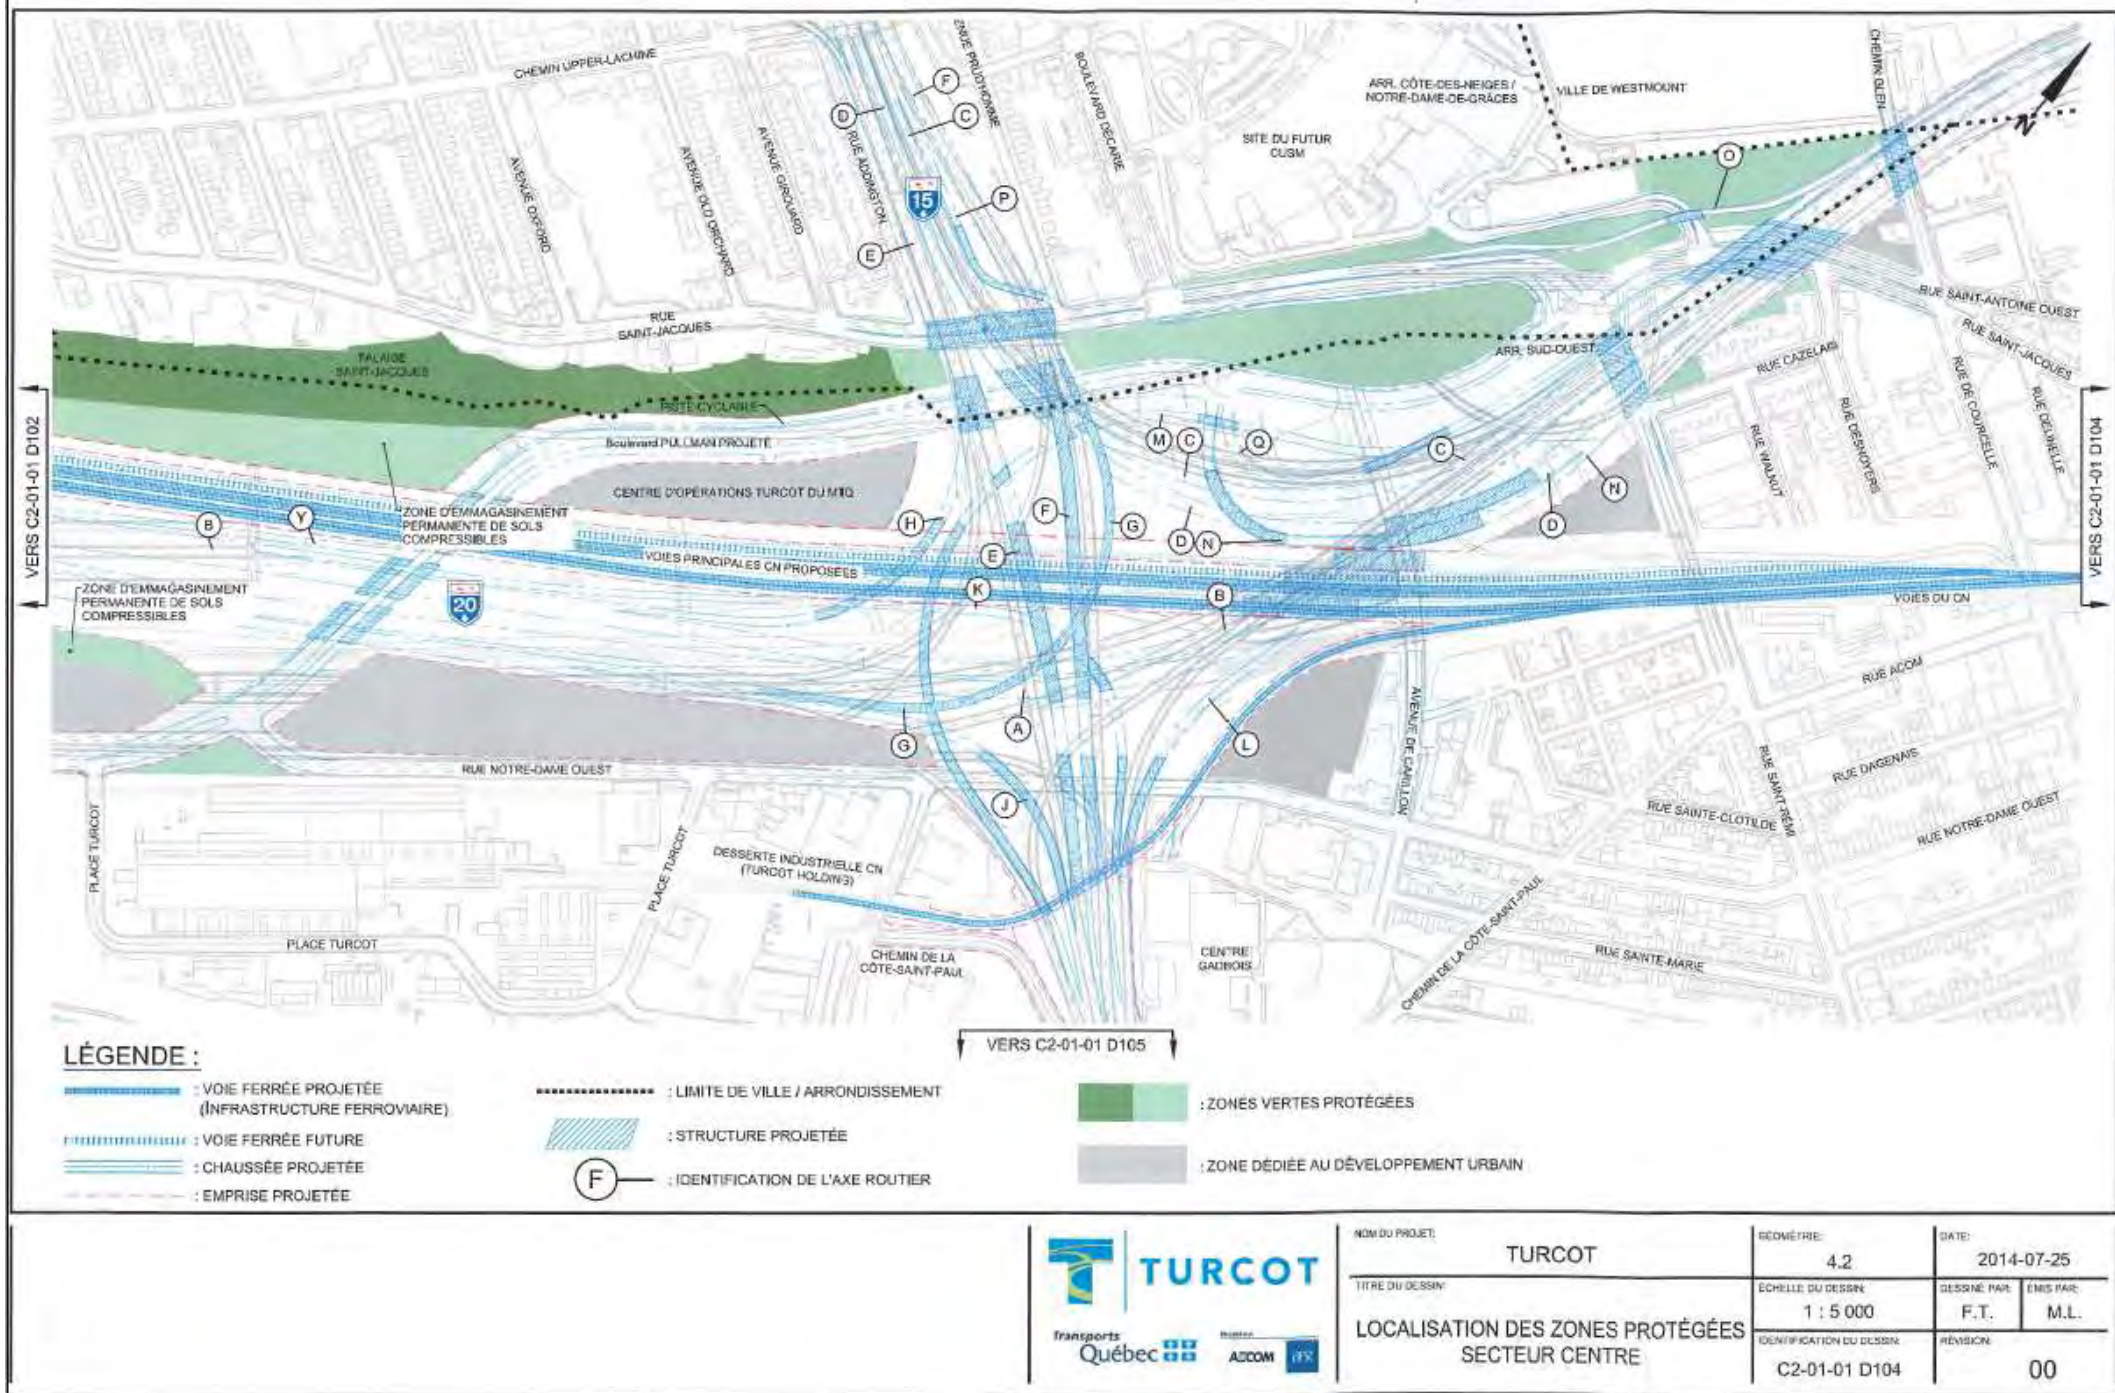 CHEMIN UPPER-LACHINE
AVENUE OXFORD
AVENUE OLD ORCHARD
AVENUE GIROUARD
RUE ADDINGTON
D
F
C
15
P
E
BOULEVARD DECARIE
ARR. CÔTE-DES-NEIGES /
NOTRE-DAME-DE-GRÂCES
VILLE DE WESTMOUNT
SITE DU FUTUR
CUSM
CHEMIN GLEN
N
O
RUE SAINT-ANTOINE OUEST
RUE SAINT-JACQUES
RUE CAZELAIS
RUE DE COURCELLE
RUE DELINELLE
RUE DESNOYERS
RUE WALNUT
ARR. SUD-OUEST
RUE
SAINT-JACQUES
FALAISE
SAINT-JACQUES
PISTE CYCLABLE
Boulevard PULLMAN PROJETÉ
CENTRE D'OPÉRATIONS TURCOT DU MTQ
ZONE D'EMMAGASINEMENT
PERMANENTE DE SOLS
COMPRESSIBLES
VERS C2-01-01 D102
VERS C2-01-01 D104
B
Y
H
E
F
G
M
C
Q
D
N
C
D
N
VOIES PRINCIPALES CN PROPOSÉES
K
B
VOIES DU CN
ZONE D'EMMAGASINEMENT
PERMANENTE DE SOLS
COMPRESSIBLES
20
G
A
J
L
AVENUE DE CARILLON
RUE ACOM
RUE DAGENAIS
RUE SAINT-RÉMI
RUE SAINTE-CLOTILDE
RUE NOTRE-DAME OUEST
RUE NOTRE-DAME OUEST
PLACE TURCOT
PLACE TURCOT
PLACE TURCOT
DESSERTE INDUSTRIELLE CN
(TURCOT HOLDING)
CHEMIN DE LA
CÔTE-SAINT-PAUL
CENTRE
GADBOIS
CHEMIN DE LA CÔTE-SAINT-PAUL
RUE SAINTE-MARIE
VERS C2-01-01 D105
LÉGENDE :
: VOIE FERRÉE PROJETÉE
(INFRASTRUCTURE FERROVIAIRE)
: VOIE FERRÉE FUTURE
: CHAUSSÉE PROJETÉE
: EMPRISE PROJETÉE
: LIMITE DE VILLE / ARRONDISSEMENT
: STRUCTURE PROJETÉE
F
: IDENTIFICATION DE L'AXE ROUTIER
: ZONES VERTES PROTÉGÉES
: ZONE DÉDIÉE AU DÉVELOPPEMENT URBAIN
TURCOT
Transports
Québec
AECOM
NOM DU PROJET:
TURCOT
TITRE DU DESSIN:
LOCALISATION DES ZONES PROTÉGÉES
SECTEUR CENTRE
GÉOMÉTRIE:
4.2
DATE:
2014-07-25
ÉCHELLE DU DESSIN:
1 : 5 000
DESSINÉ PAR:
F.T.
ÉMIS PAR:
M.L.
IDENTIFICATION DU DESSIN:
C2-01-01 D104
RÉVISION:
00